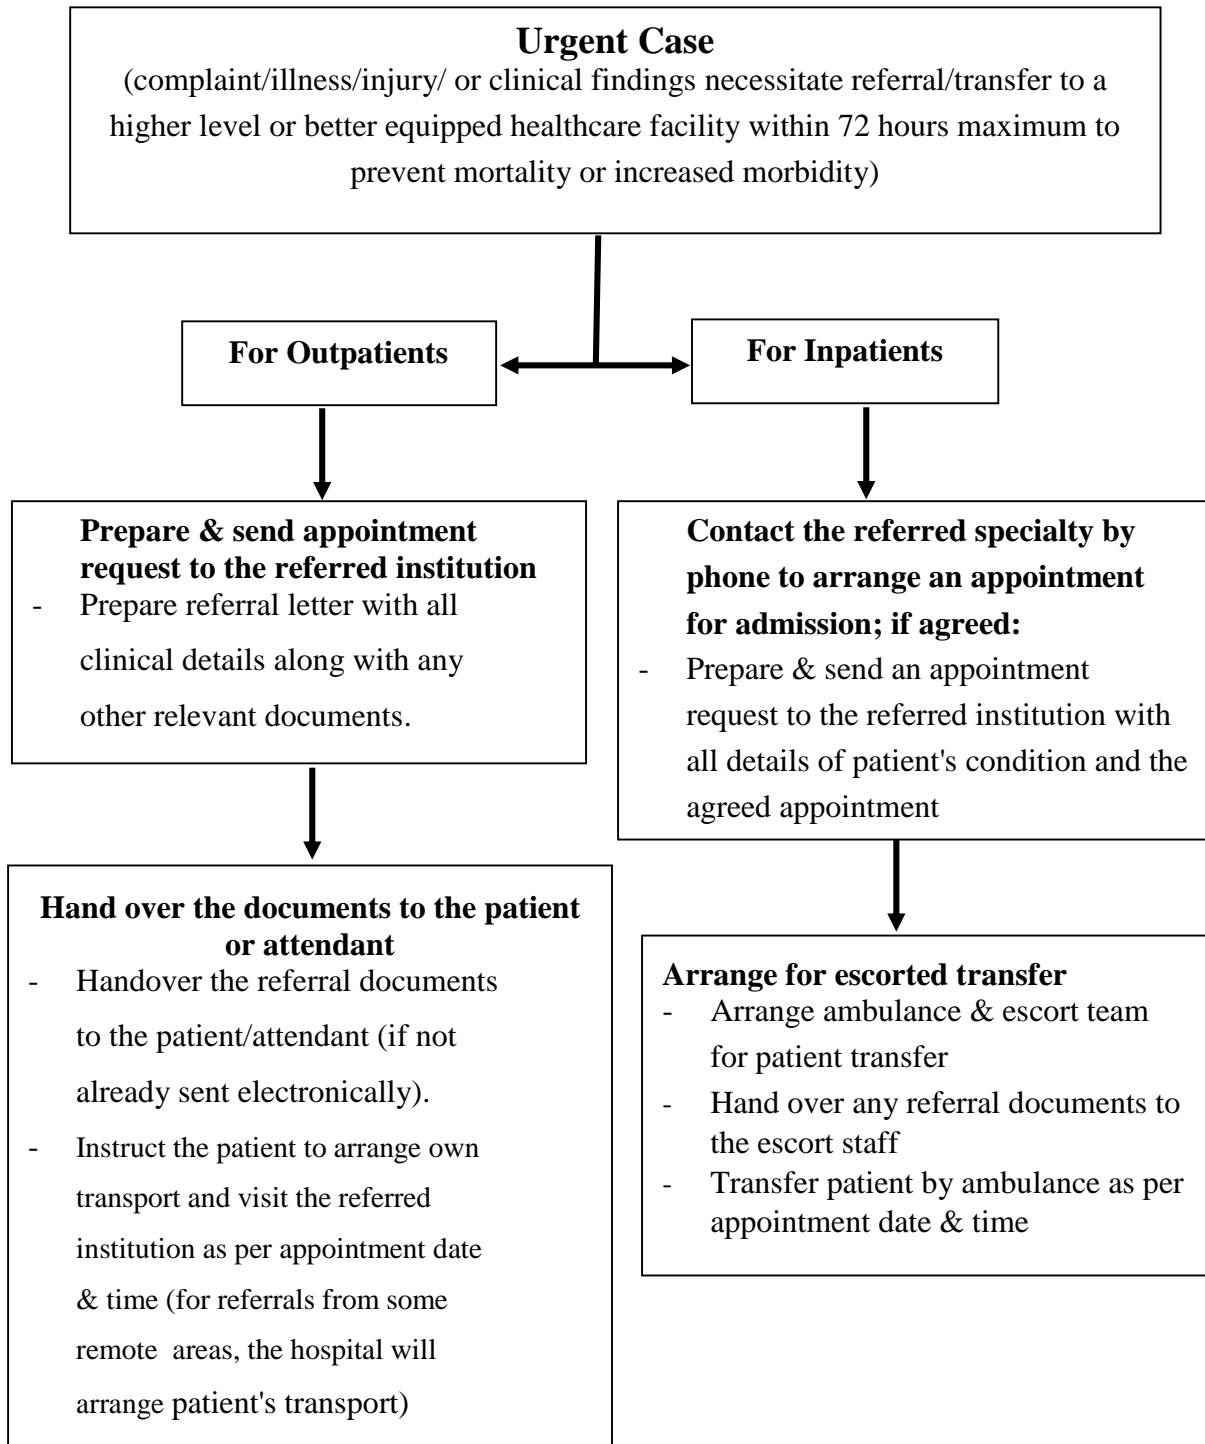 Urgent Case
(complaint/illness/injury/ or clinical findings necessitate referral/transfer to a
higher level or better equipped healthcare facility within 72 hours maximum to
prevent mortality or increased morbidity)
For Outpatients
For Inpatients
Prepare & send appointment
request to the referred institution
- Prepare referral letter with all
clinical details along with any
other relevant documents.
Contact the referred specialty by
phone to arrange an appointment
for admission; if agreed:
- Prepare & send an appointment
request to the referred institution with
all details of patient's condition and the
agreed appointment
Hand over the documents to the patient
or attendant
- Handover the referral documents
to the patient/attendant (if not
already sent electronically).
- Instruct the patient to arrange own
transport and visit the referred
institution as per appointment date
& time (for referrals from some
remote areas, the hospital will
arrange patient's transport)
Arrange for escorted transfer
- Arrange ambulance & escort team
for patient transfer
- Hand over any referral documents to
the escort staff
- Transfer patient by ambulance as per
appointment date & time